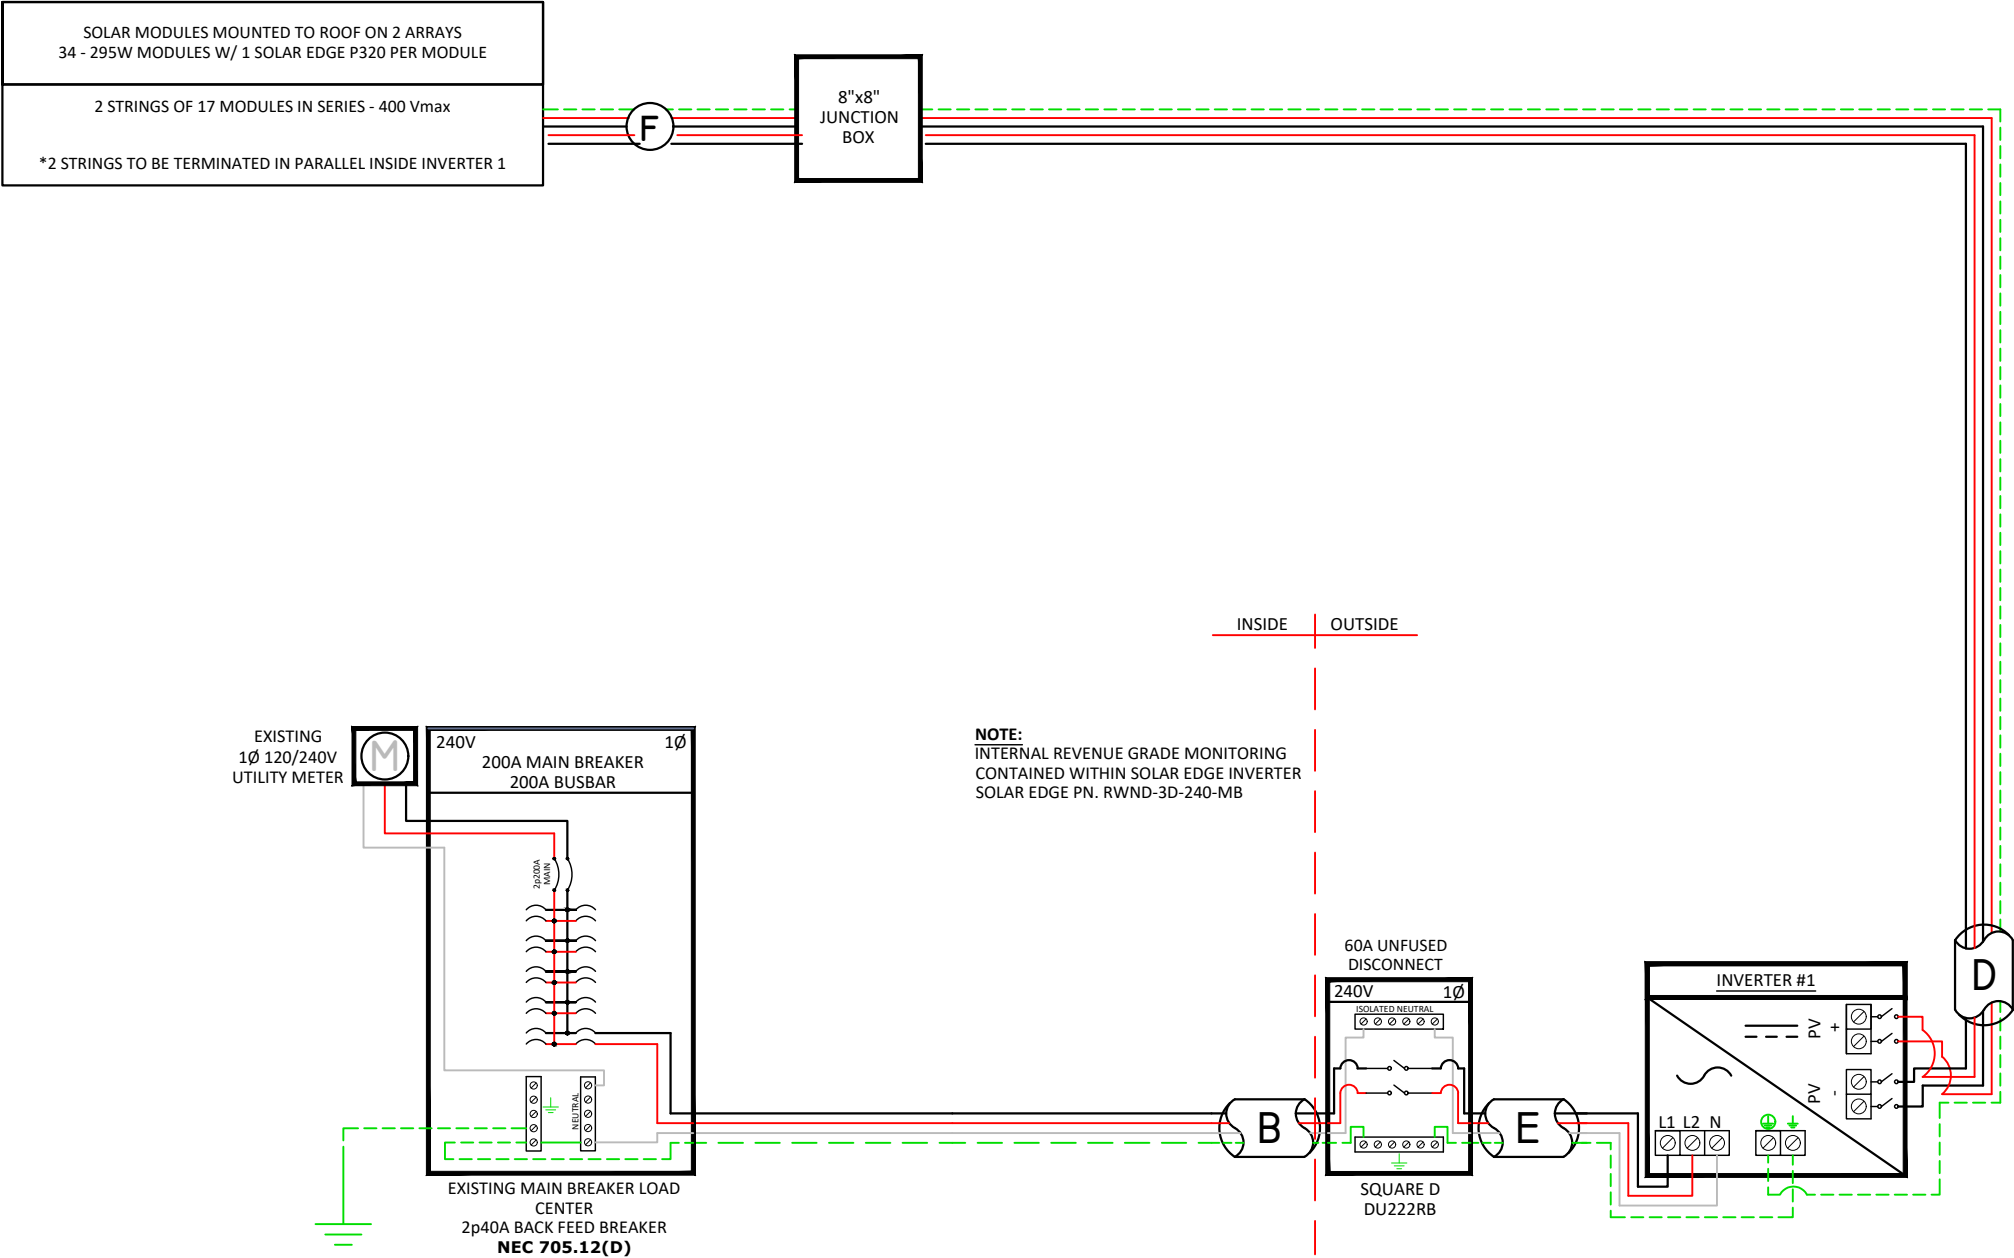 SOLAR MODULES MOUNTED TO ROOF ON 2 ARRAYS
34 - 295W MODULES W/ 1 SOLAR EDGE P320 PER MODULE
2 STRINGS OF 17 MODULES IN SERIES - 400 Vmax
*2 STRINGS TO BE TERMINATED IN PARALLEL INSIDE INVERTER 1
F
8"x8"
JUNCTION
BOX
INSIDE
OUTSIDE
EXISTING
1Ø 120/240V
UTILITY METER
M
240V
1Ø
200A MAIN BREAKER
200A BUSBAR
2p200A
MAIN
NEUTRAL
EXISTING MAIN BREAKER LOAD
CENTER
2p40A BACK FEED BREAKER
NEC 705.12(D)
NOTE:
INTERNAL REVENUE GRADE MONITORING
CONTAINED WITHIN SOLAR EDGE INVERTER
SOLAR EDGE PN. RWND-3D-240-MB
B
60A UNFUSED
DISCONNECT
240V
1Ø
ISOLATED NEUTRAL
SQUARE D
DU222RB
E
INVERTER #1
PV +
PV -
L1 L2 N
D